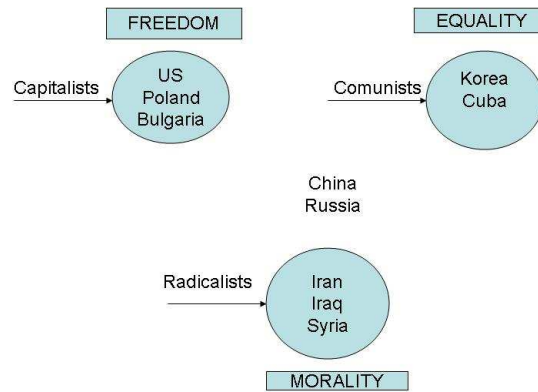 FREEDOM
EQUALITY
Capitalists
US
Poland
Bulgaria
Comunists
Korea
Cuba
China
Russia
Radicalists
Iran
Iraq
Syria
MORALITY